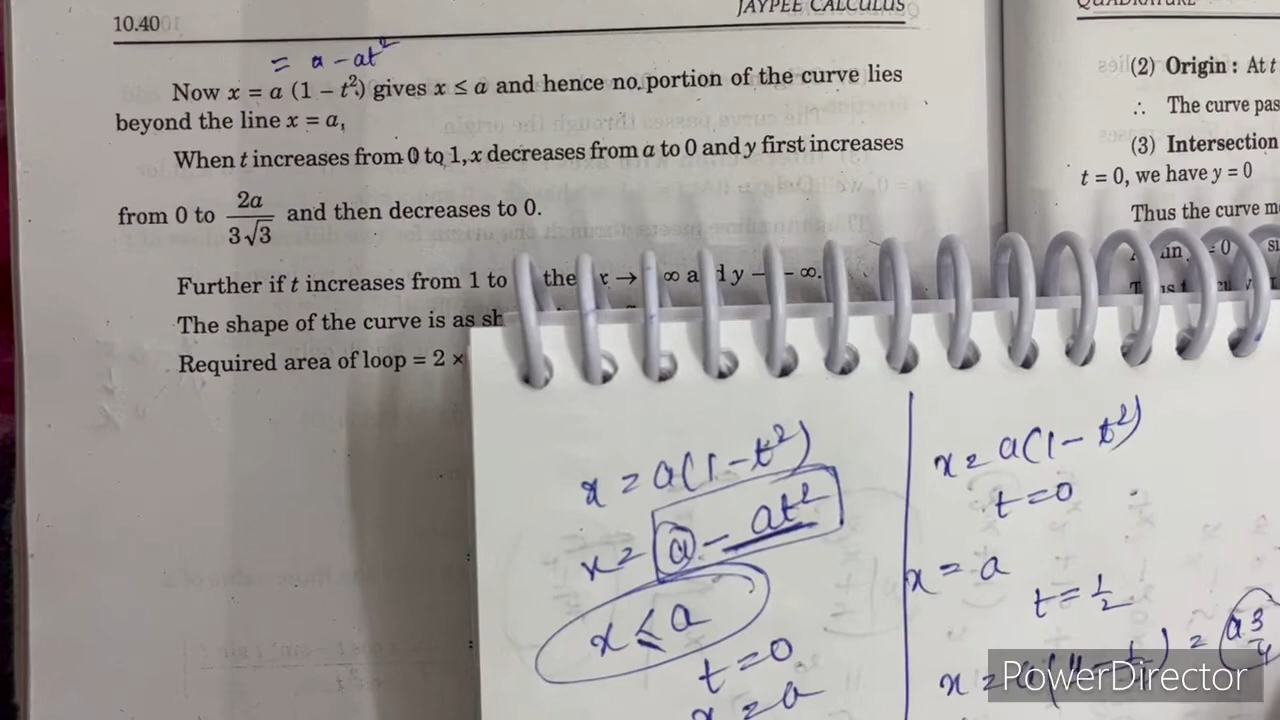 10.40
JAYPEE CALCULUS
= a - at²
Now x = a (1 – t²) gives x ≤ a and hence no portion of the curve lies
beyond the line x = a,
When t increases from 0 to 1, x decreases from a to 0 and y first increases
from 0 to 2a / 3√3 and then decreases to 0.
Further if t increases from 1 to the → ∞ y – – ∞.
The shape of the curve is as sh
Required area of loop = 2 ×
QUADRATURE
(2) Origin : At t
∴ The curve pas
(3) Intersection
t = 0, we have y = 0
Thus the curve m
x = a(1-t²)
x = a - at²
x ≤ a
t=0
x = a
x = a(1-t²)
t=0
x = a
t = 1/2
x = = a 3/4
PowerDirector